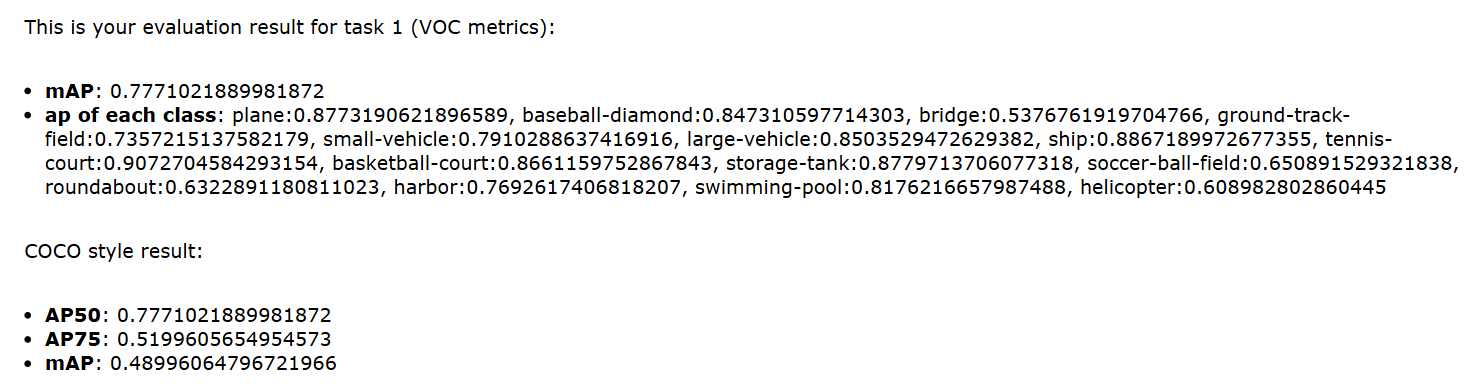 This is your evaluation result for task 1 (VOC metrics):
• mAP: 0.7771021889981872
• ap of each class: plane:0.8773190621896589, baseball-diamond:0.847310597714303, bridge:0.5376761919704766, ground-track-
field:0.7357215137582179, small-vehicle:0.7910288637416916, large-vehicle:0.8503529472629382, ship:0.8867189972677355, tennis-
court:0.9072704584293154, basketball-court:0.8661159752867843, storage-tank:0.8779713706077318, soccer-ball-field:0.650891529321838,
roundabout:0.6322891180811023, harbor:0.7692617406818207, swimming-pool:0.8176216657987488, helicopter:0.608982802860445
COCO style result:
• AP50: 0.7771021889981872
• AP75: 0.5199605654954573
• mAP: 0.48996064796721966